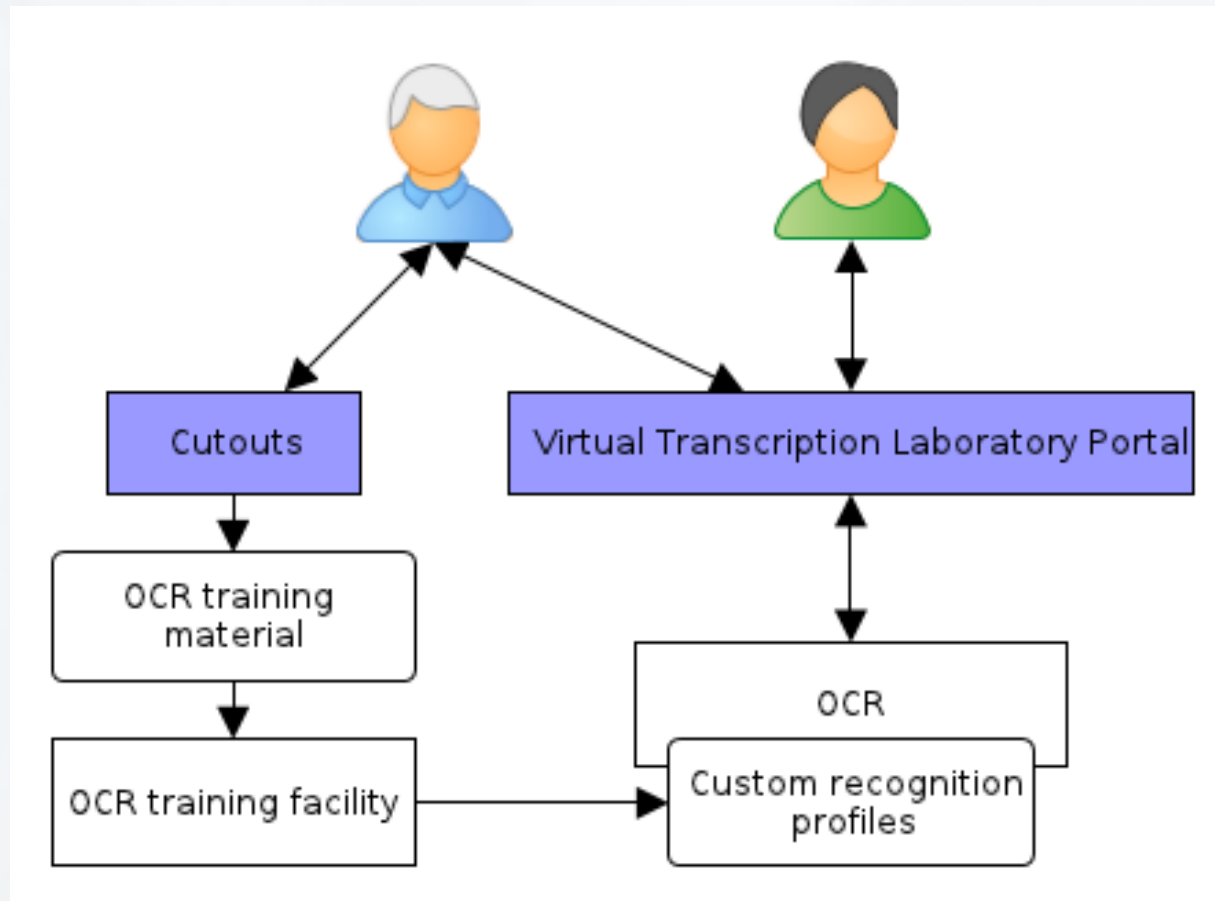 Cutouts
Virtual Transcription Laboratory Portal
OCR training
material
OCR
OCR training facility
Custom recognition
profiles